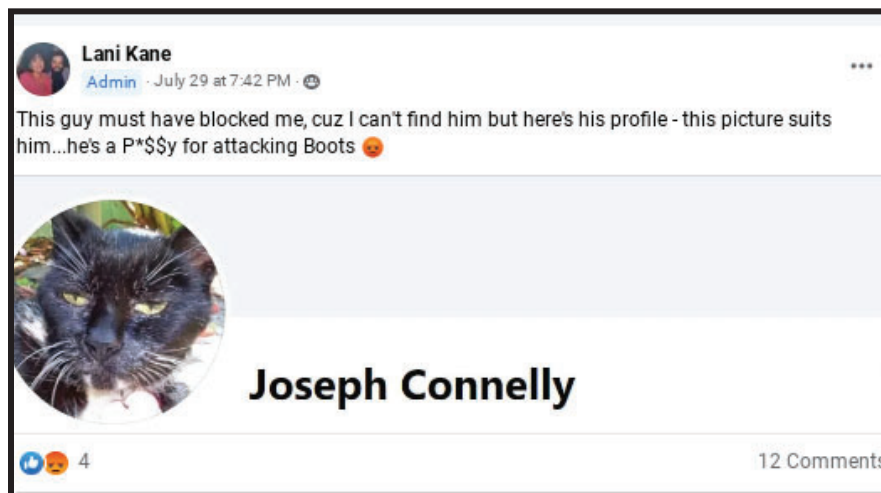 Lani Kane
Admin · July 29 at 7:42 PM ·
This guy must have blocked me, cuz I can't find him but here's his profile - this picture suits
him...he's a P*$$y for attacking Boots 😡
Joseph Connelly
4
12 Comments